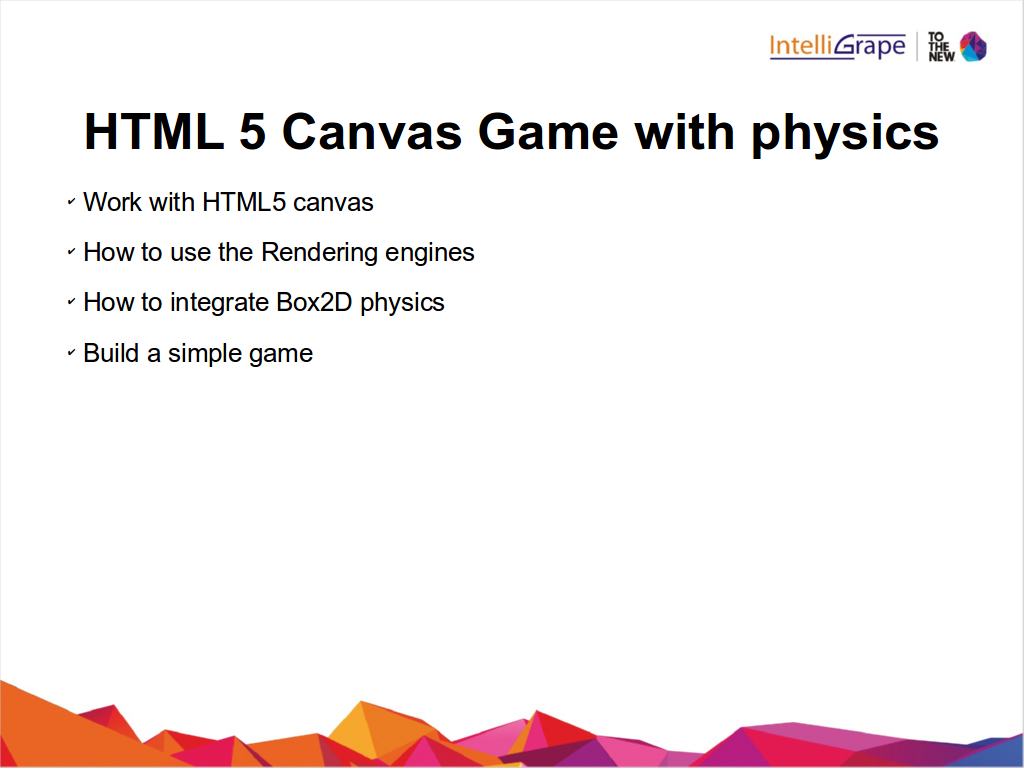 IntelliGrape
TO
THE
NEW
HTML 5 Canvas Game with physics
✔ Work with HTML5 canvas
✔ How to use the Rendering engines
✔ How to integrate Box2D physics
✔ Build a simple game